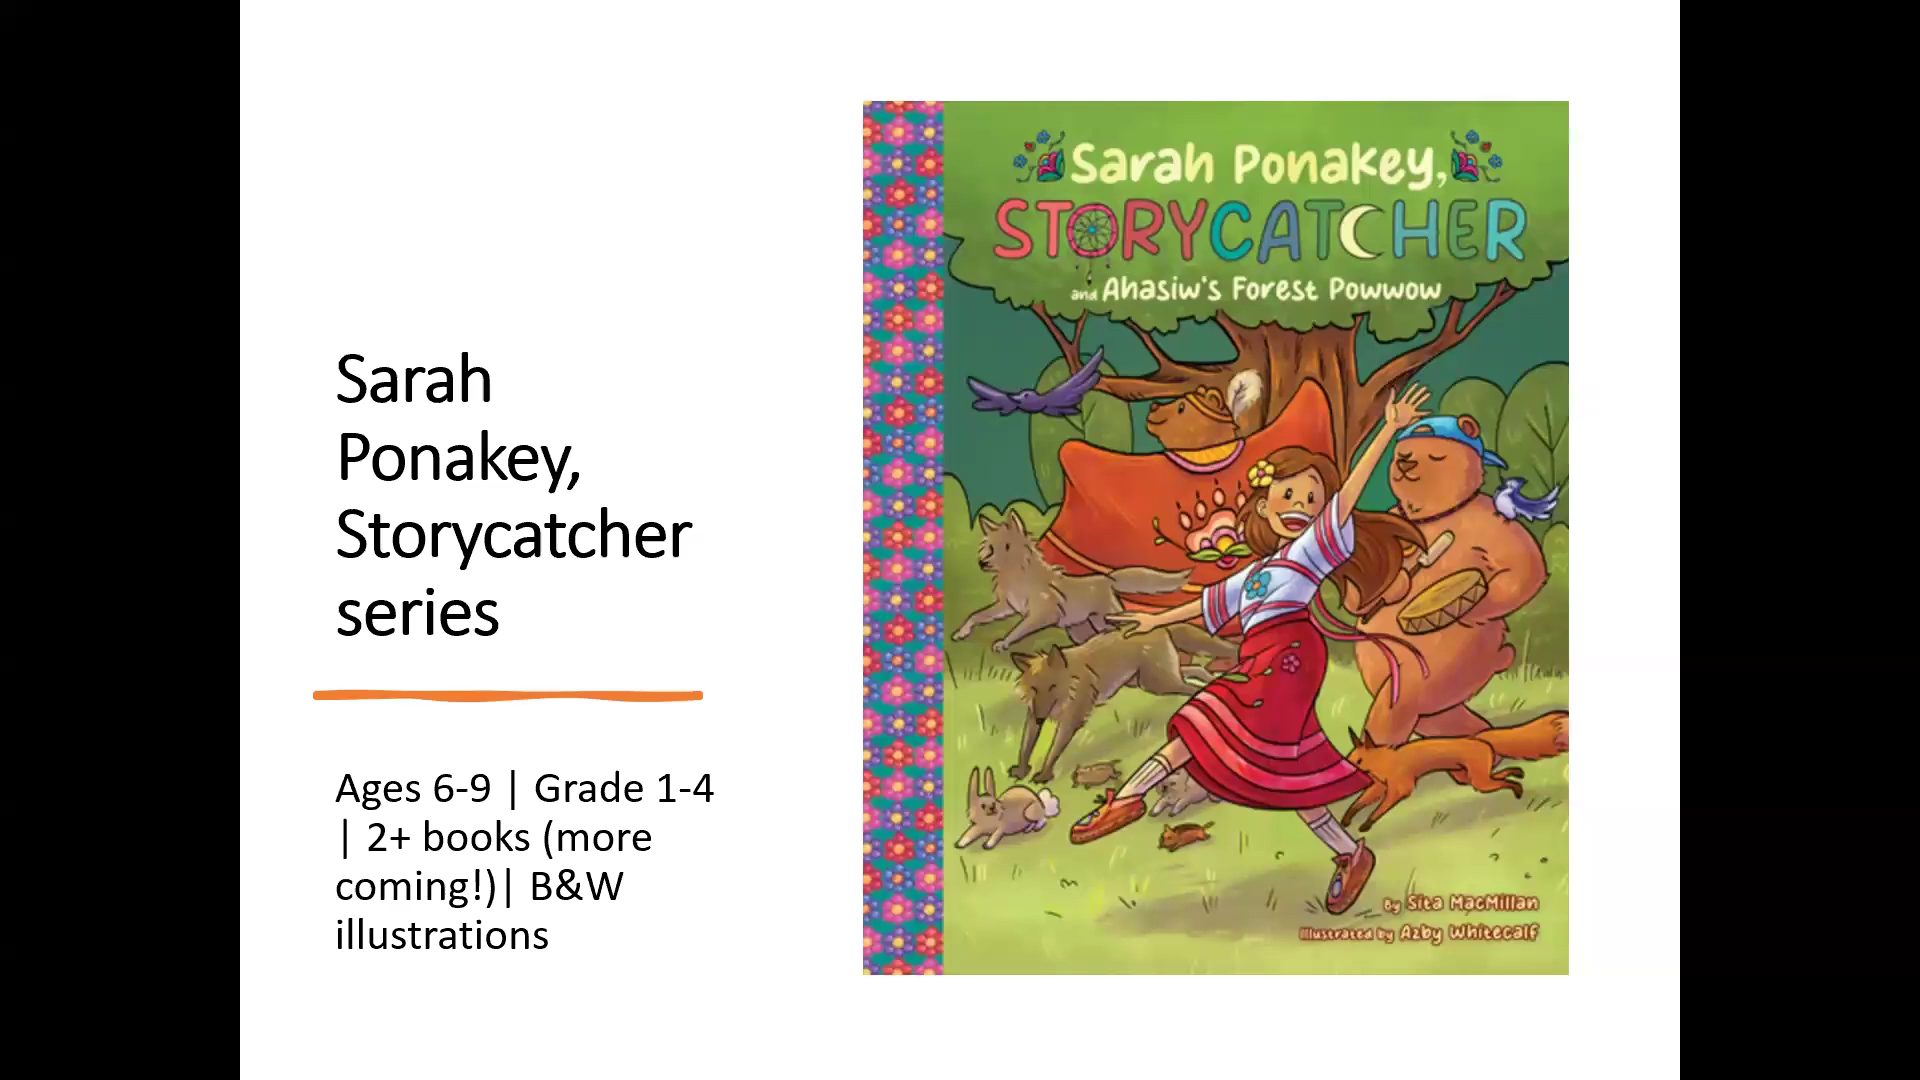 Sarah
Ponakey,
Storycatcher
series
Ages 6-9 | Grade 1-4
| 2+ books (more
coming!)| B&W
illustrations
Sarah Ponakey,
STORYCATCHER
and Ahasiw's Forest Powwow
By Sita MacMillan
Illustrated by Azby Whitecalf